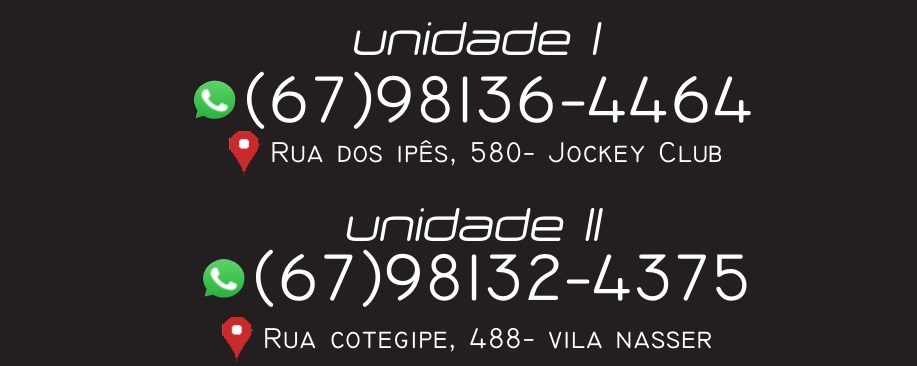 unidade I
(67)98136-4464
Rua dos ipês, 580- Jockey Club
unidade II
(67)98132-4375
Rua cotegipe, 488- vila nasser